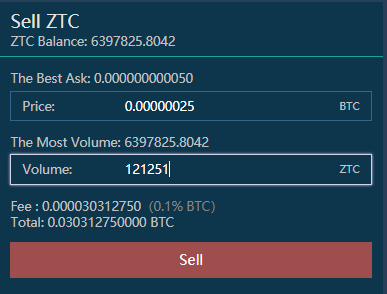 Sell ZTC
ZTC Balance: 6397825.8042
The Best Ask: 0.000000000050
Price: 0.00000025 BTC
The Most Volume: 6397825.8042
Volume: 121251 ZTC
Fee : 0.000030312750 (0.1% BTC)
Total: 0.030312750000 BTC
Sell